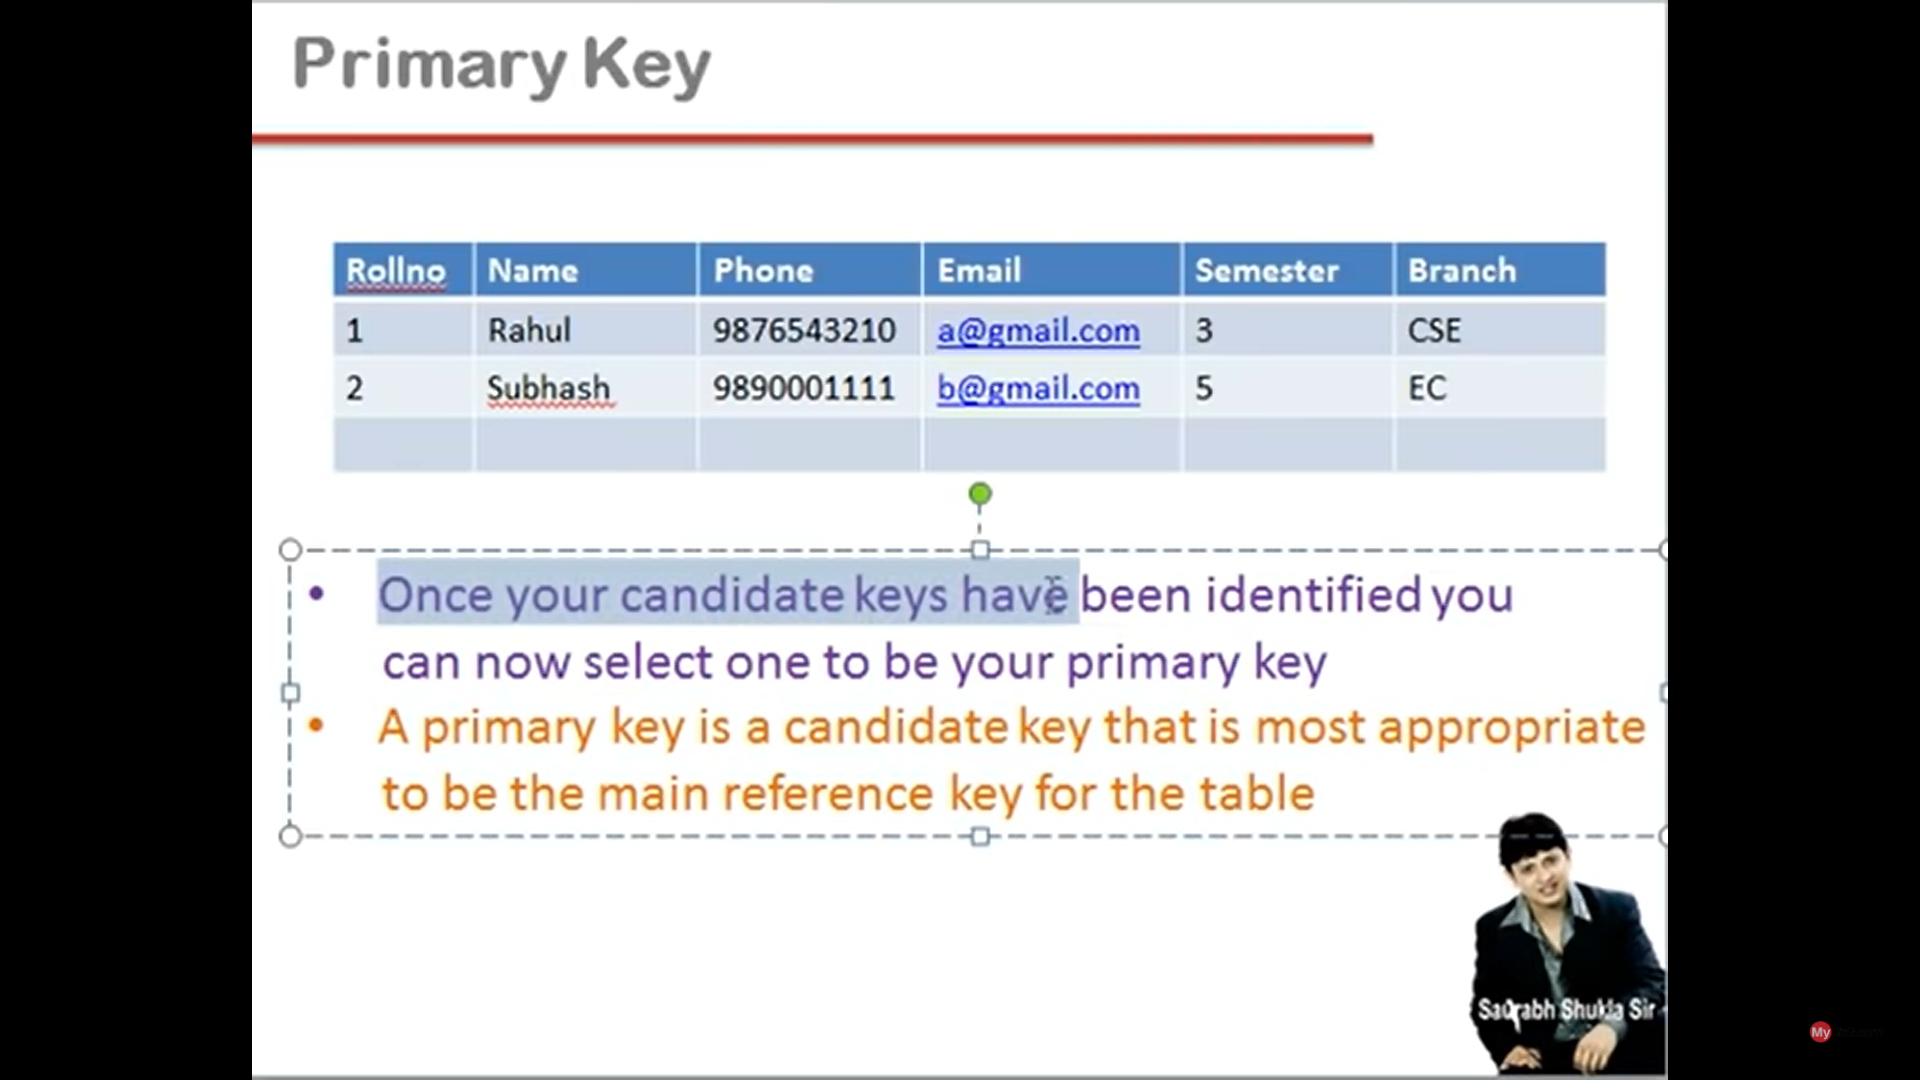 Primary Key
Rollno Name Phone Email Semester Branch
1 Rahul 9876543210 a@gmail.com 3 CSE
2 Subhash 9890001111 b@gmail.com 5 EC
• Once your candidate keys have been identified you
can now select one to be your primary key
• A primary key is a candidate key that is most appropriate
to be the main reference key for the table
Saurabh Shukla Sir
My